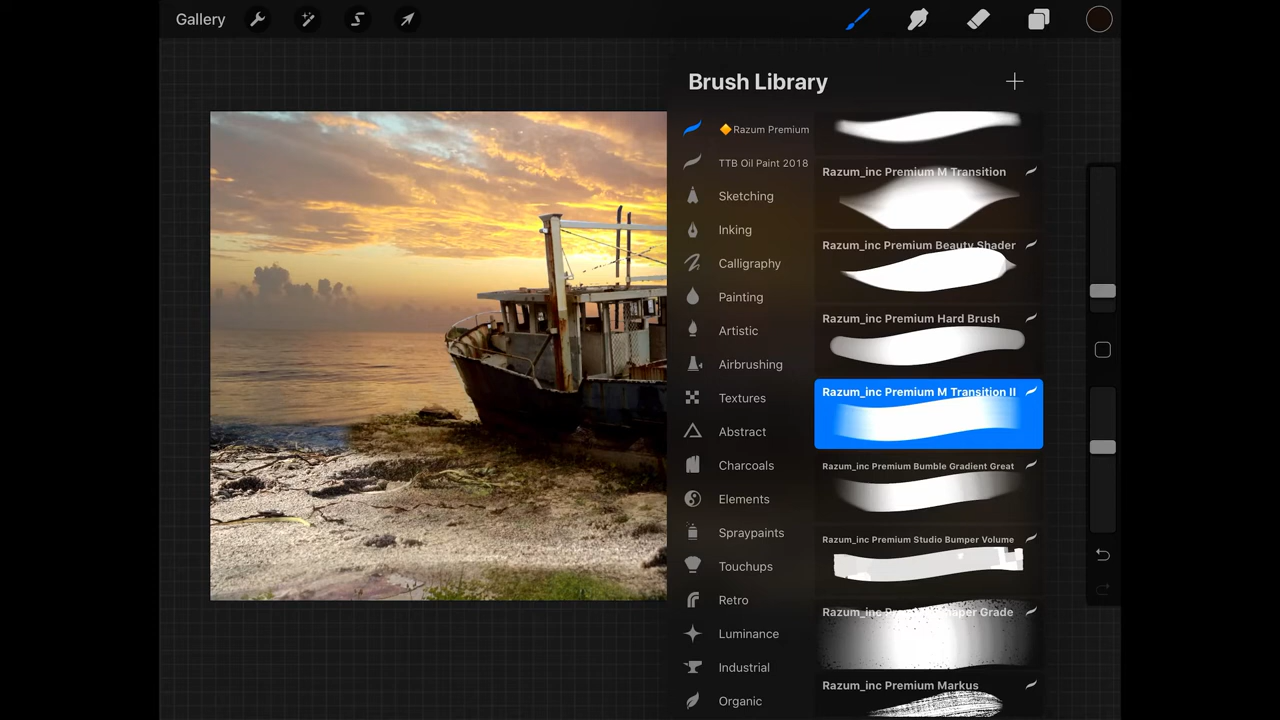 Gallery
Brush Library
Razum Premium
TTB Oil Paint 2018
Sketching
Inking
Calligraphy
Painting
Artistic
Airbrushing
Textures
Abstract
Charcoals
Elements
Spraypaints
Touchups
Retro
Luminance
Industrial
Organic
Razum_inc Premium M Transition
Razum_inc Premium Beauty Shader
Razum_inc Premium Hard Brush
Razum_inc Premium M Transition II
Razum_inc Premium Bumble Gradient Great
Razum_inc Premium Studio Bumper Volume
Razum_inc Grade
Razum_inc Premium Markus